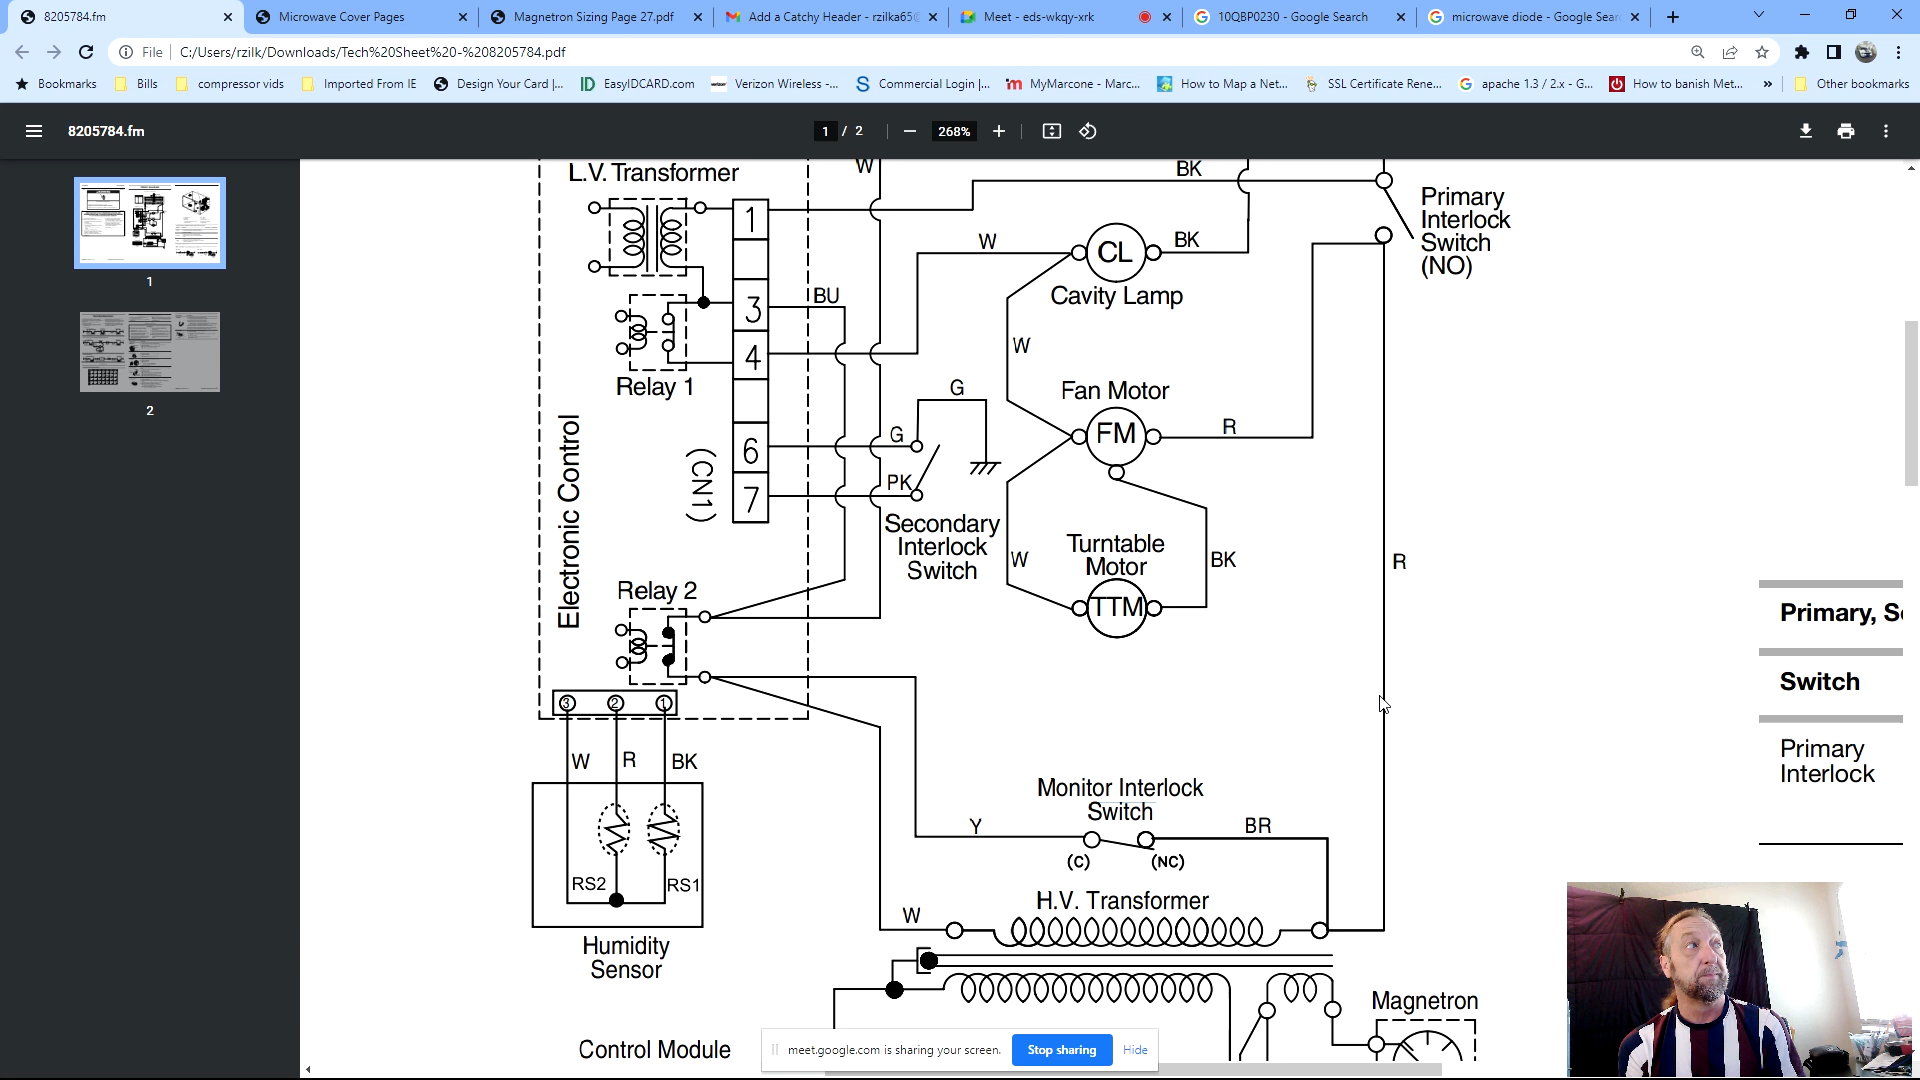 8205784.fm
Microwave Cover Pages
Magnetron Sizing Page 27.pdf
Add a Catchy Header - rzilka65@
Meet - eds-wkqy-xrk
10QBP0230 - Google Search
microwave diode - Google Sear
File
C:/Users/rzilk/Downloads/Tech%20Sheet%20-%208205784.pdf
Bookmarks
Bills
compressor vids
Imported From IE
Design Your Card |...
EasyIDCARD.com
Verizon Wireless -...
Commercial Login |...
MyMarcone - Marc...
How to Map a Net...
SSL Certificate Rene...
apache 1.3 / 2.x - G...
How to banish Met...
»
Other bookmarks
8205784.fm
1 / 2
268%
1
2
L.V. Transformer
W
BK
Primary
Interlock
Switch
(NO)
1
W
CL
BK
Cavity Lamp
3
BU
4
W
Relay 1
G
Fan Motor
FM
R
G
6
(CN1)
PK
7
Electronic Control
Secondary
Interlock
Switch
W
Turntable
Motor
TTM
BK
R
Relay 2
3
2
1
W
R
BK
RS2
RS1
Humidity
Sensor
Monitor Interlock
Switch
Y
BR
(C)
(NC)
H.V. Transformer
W
Magnetron
Control Module
Primary, Se
Switch
Primary
Interlock
meet.google.com is sharing your screen.
Stop sharing
Hide